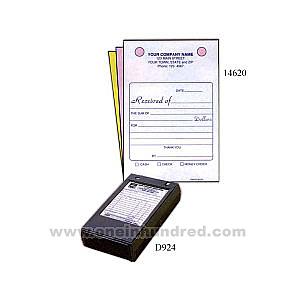 YOUR COMPANY NAME
123 MAIN STREET
YOUR TOWN, STATE and ZIP
Phone: 123-4567
14620
DATE
Received of
THE SUM OF
Dollars
FOR
THANK YOU
BY
CASH CHECK MONEY ORDER
www.oneinhundred.com
D924